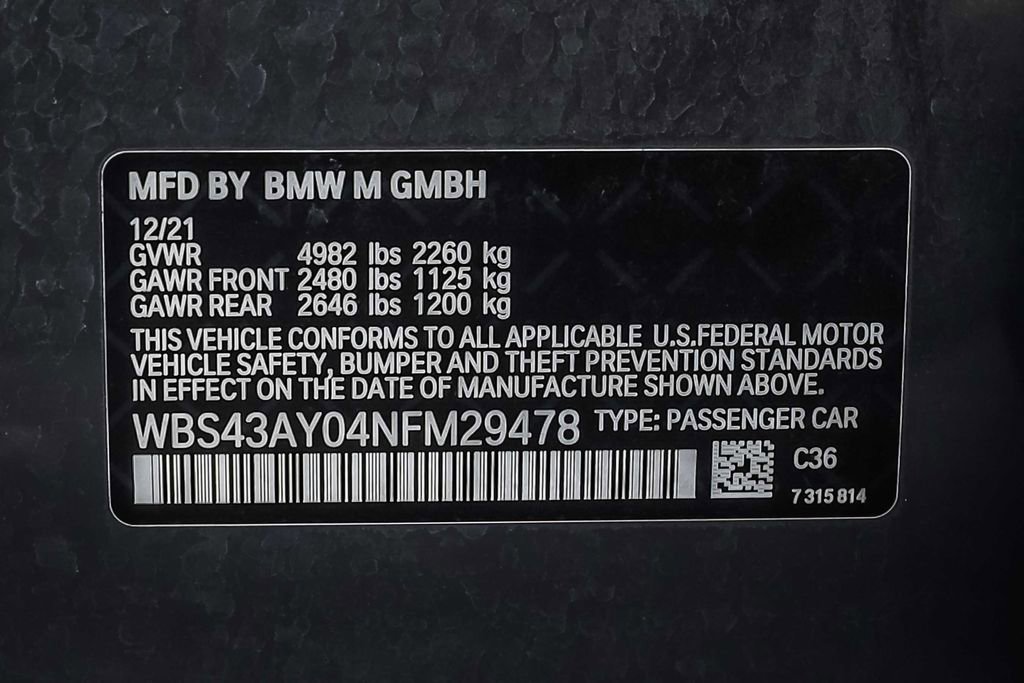 MFD BY BMW M GMBH
12/21
GVWR 4982 lbs 2260 kg
GAWR FRONT 2480 lbs 1125 kg
GAWR REAR 2646 lbs 1200 kg
THIS VEHICLE CONFORMS TO ALL APPLICABLE U.S.FEDERAL MOTOR
VEHICLE SAFETY, BUMPER AND THEFT PREVENTION STANDARDS
IN EFFECT ON THE DATE OF MANUFACTURE SHOWN ABOVE.
WBS43AY04NFM29478 TYPE: PASSENGER CAR
C36
7 315 814